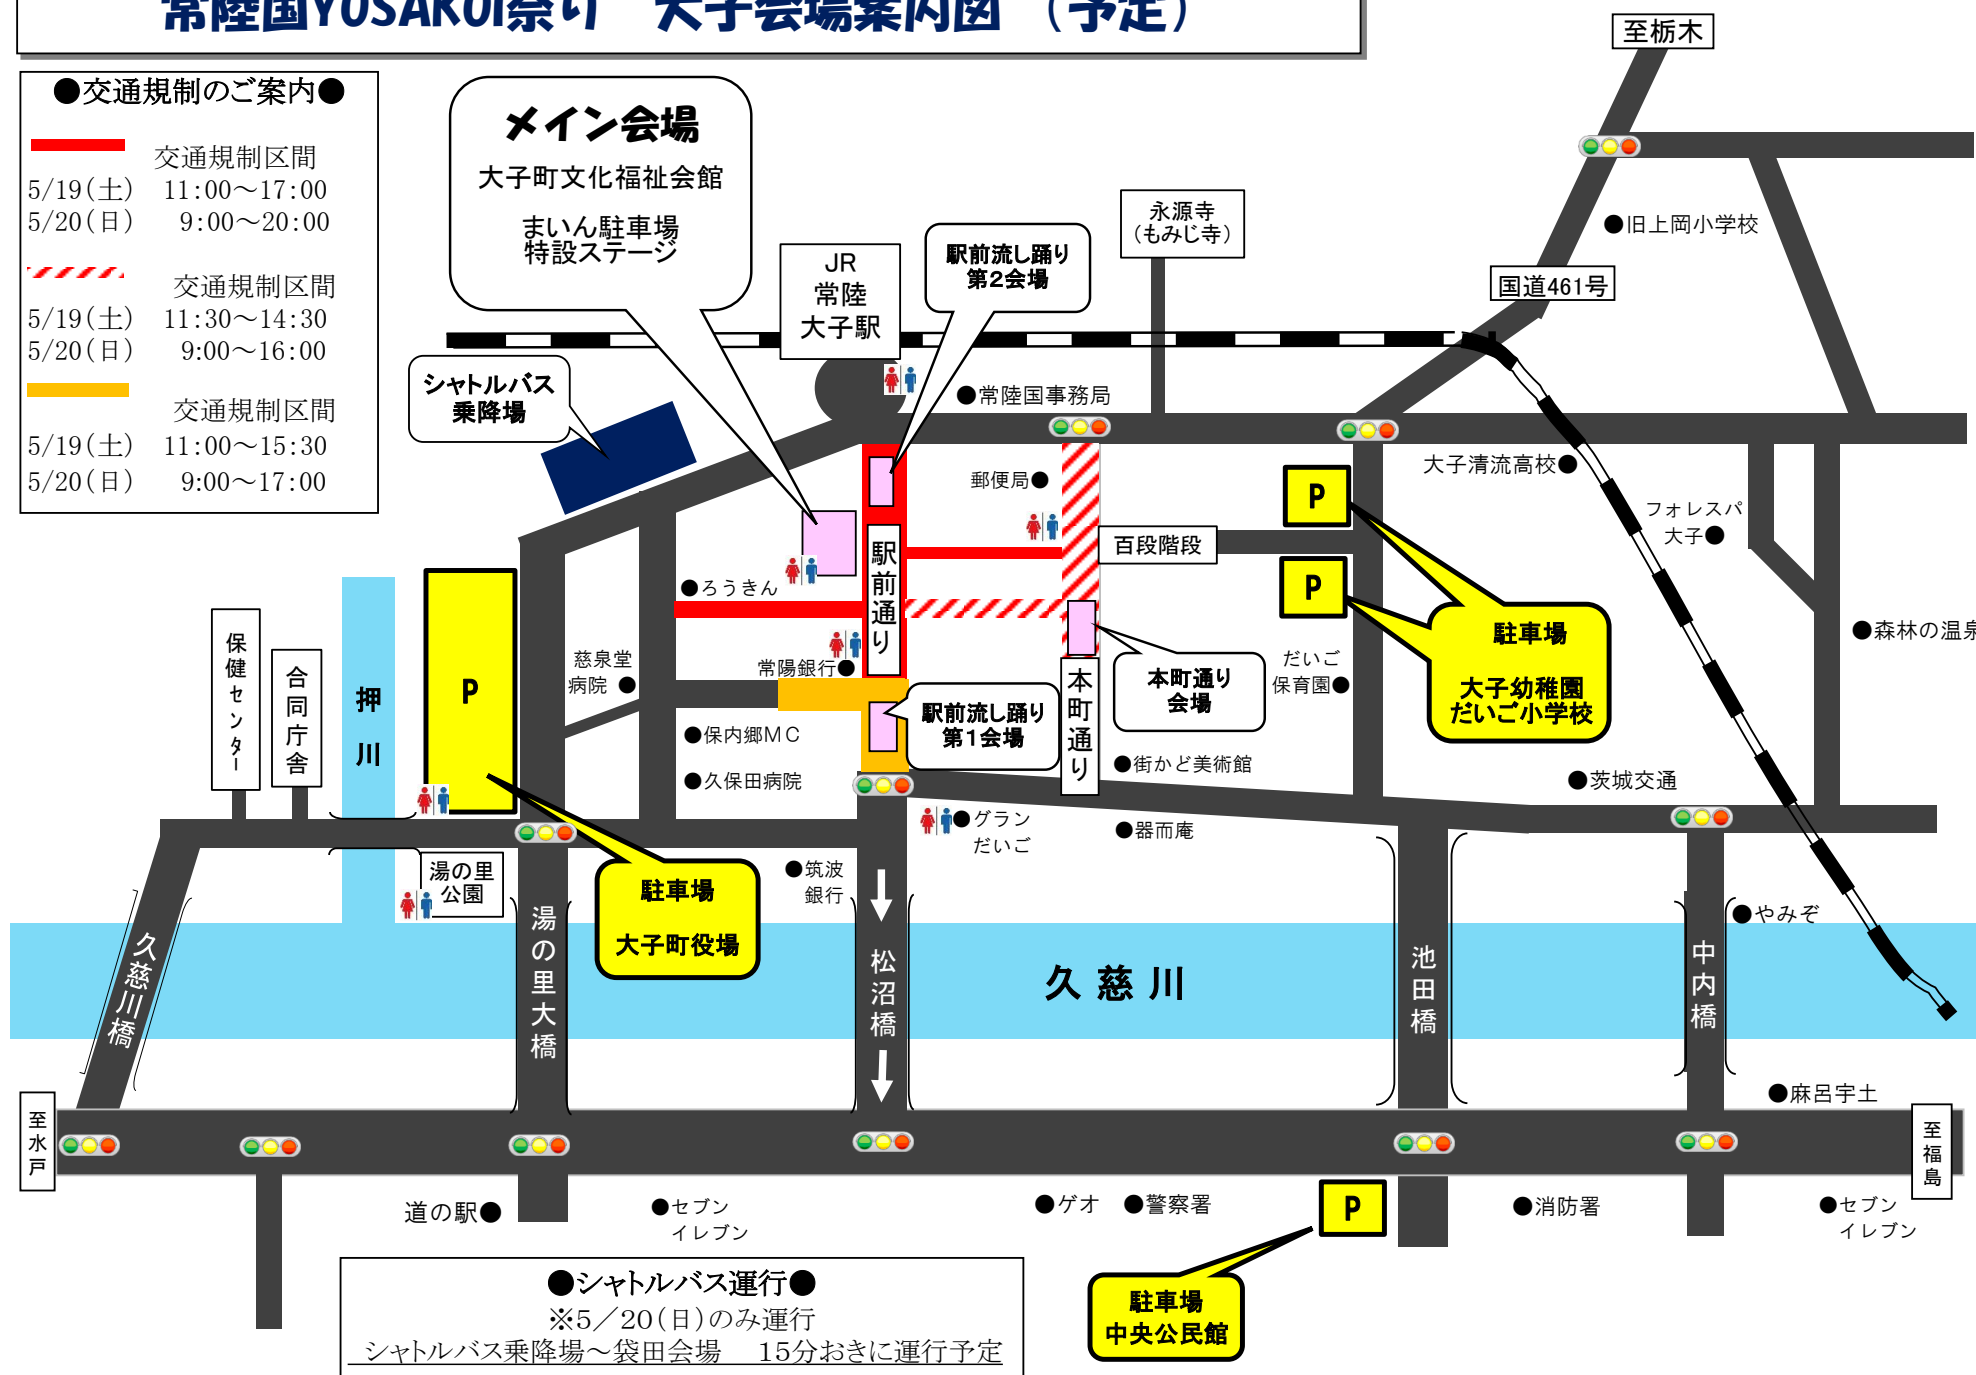 常陸国YOSAKOI祭り 大子会場案内図 （予定）
●交通規制のご案内●
交通規制区間
5/19(土) 11:00～17:00
5/20(日) 9:00～20:00
交通規制区間
5/19(土) 11:30～14:30
5/20(日) 9:00～16:00
交通規制区間
5/19(土) 11:00～15:30
5/20(日) 9:00～17:00
メイン会場
大子町文化福祉会館
まいん駐車場
特設ステージ
シャトルバス
乗降場
JR
常陸
大子駅
駅前流し踊り
第2会場
永源寺
(もみじ寺)
至栃木
●旧上岡小学校
国道461号
●常陸国事務局
郵便局●
大子清流高校●
フォレスパ
大子●
●森林の温泉
百段階段
P
P
駐車場
大子幼稚園
だいご小学校
だいご
保育園●
駅前通り
●ろうきん
常陽銀行●
慈泉堂
病院 ●
●保内郷MC
●久保田病院
駅前流し踊り
第1会場
本町通り
会場
本町通り
●街かど美術館
●器而庵
●グラン
だいご
●茨城交通
保健センター
合同庁舎
押川
P
駐車場
大子町役場
湯の里
公園
●筑波
銀行
●やみぞ
久慈川橋
湯の里大橋
松沼橋
久慈川
池田橋
中内橋
●麻呂宇土
至水戸
至福島
道の駅●
●セブン
イレブン
●ゲオ
●警察署
P
駐車場
中央公民館
●消防署
●セブン
イレブン
●シャトルバス運行●
※5／20(日)のみ運行
シャトルバス乗降場～袋田会場 15分おきに運行予定